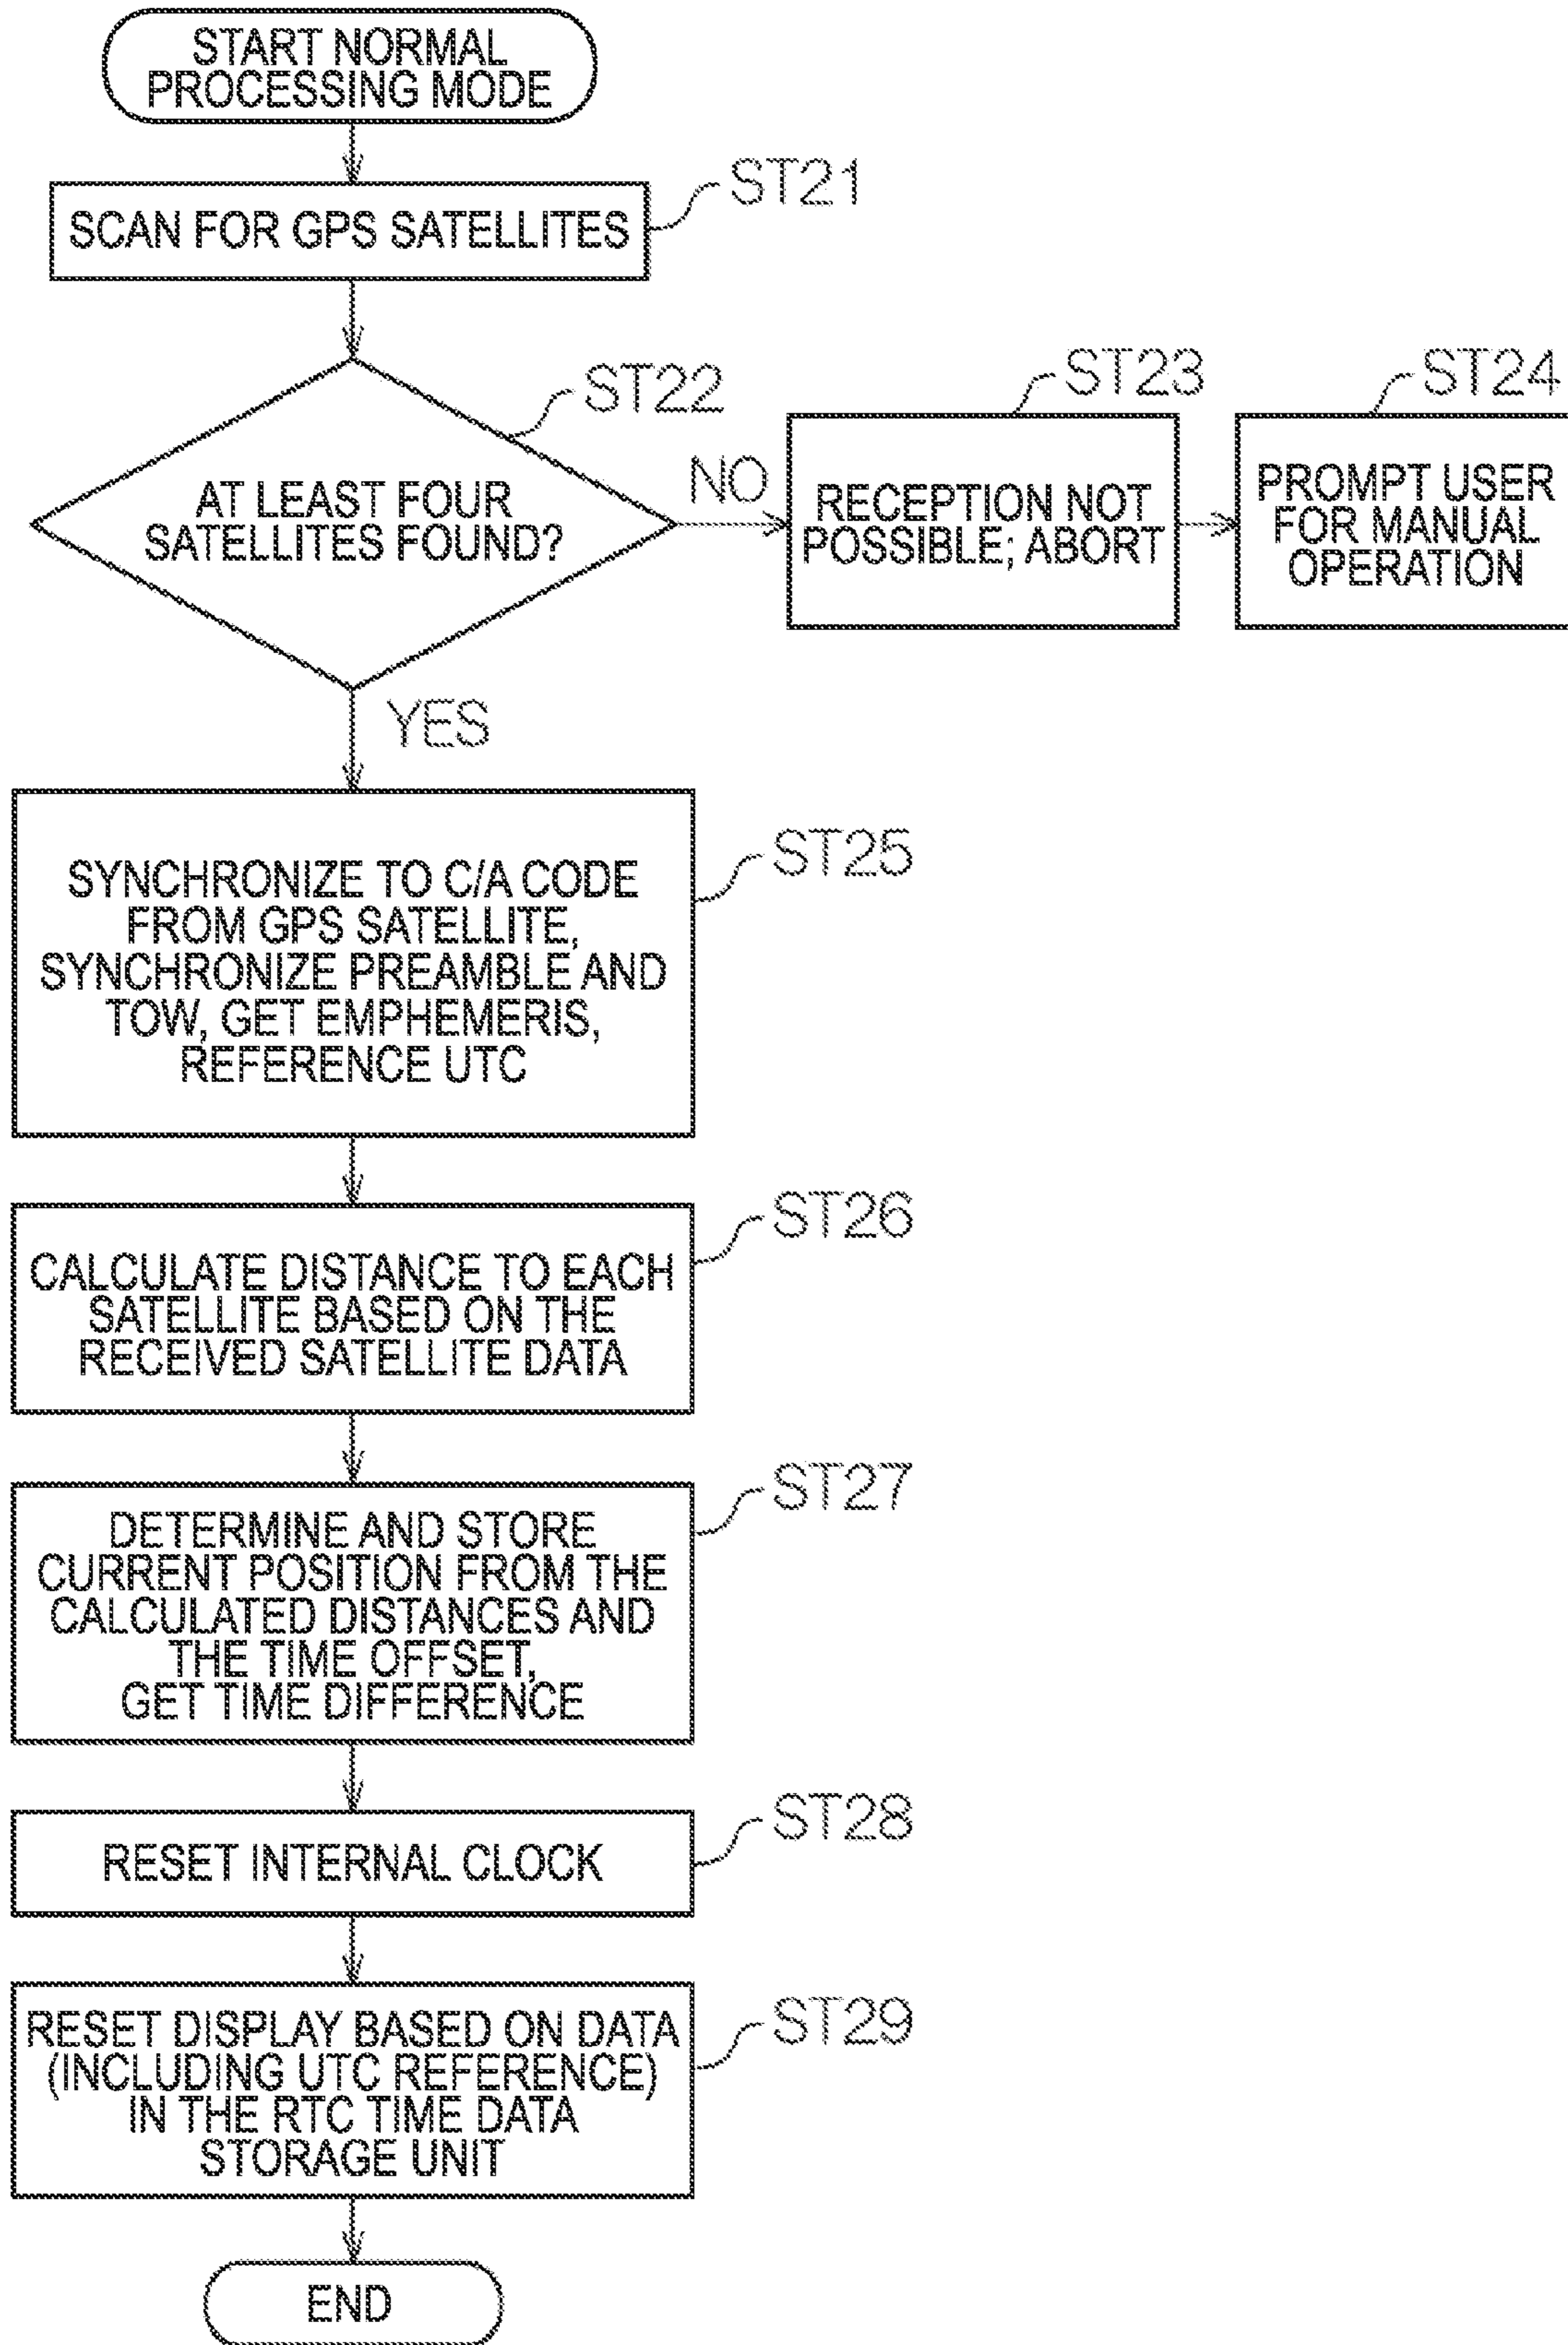 START NORMAL
PROCESSING MODE
ST21
SCAN FOR GPS SATELLITES
ST22
AT LEAST FOUR
SATELLITES FOUND?
NO
ST23
RECEPTION NOT
POSSIBLE; ABORT
ST24
PROMPT USER
FOR MANUAL
OPERATION
YES
ST25
SYNCHRONIZE TO C/A CODE
FROM GPS SATELLITE,
SYNCHRONIZE PREAMBLE AND
TOW, GET EMPHEMERIS,
REFERENCE UTC
ST26
CALCULATE DISTANCE TO EACH
SATELLITE BASED ON THE
RECEIVED SATELLITE DATA
ST27
DETERMINE AND STORE
CURRENT POSITION FROM THE
CALCULATED DISTANCES AND
THE TIME OFFSET,
GET TIME DIFFERENCE
ST28
RESET INTERNAL CLOCK
ST29
RESET DISPLAY BASED ON DATA
(INCLUDING UTC REFERENCE)
IN THE RTC TIME DATA
STORAGE UNIT
END